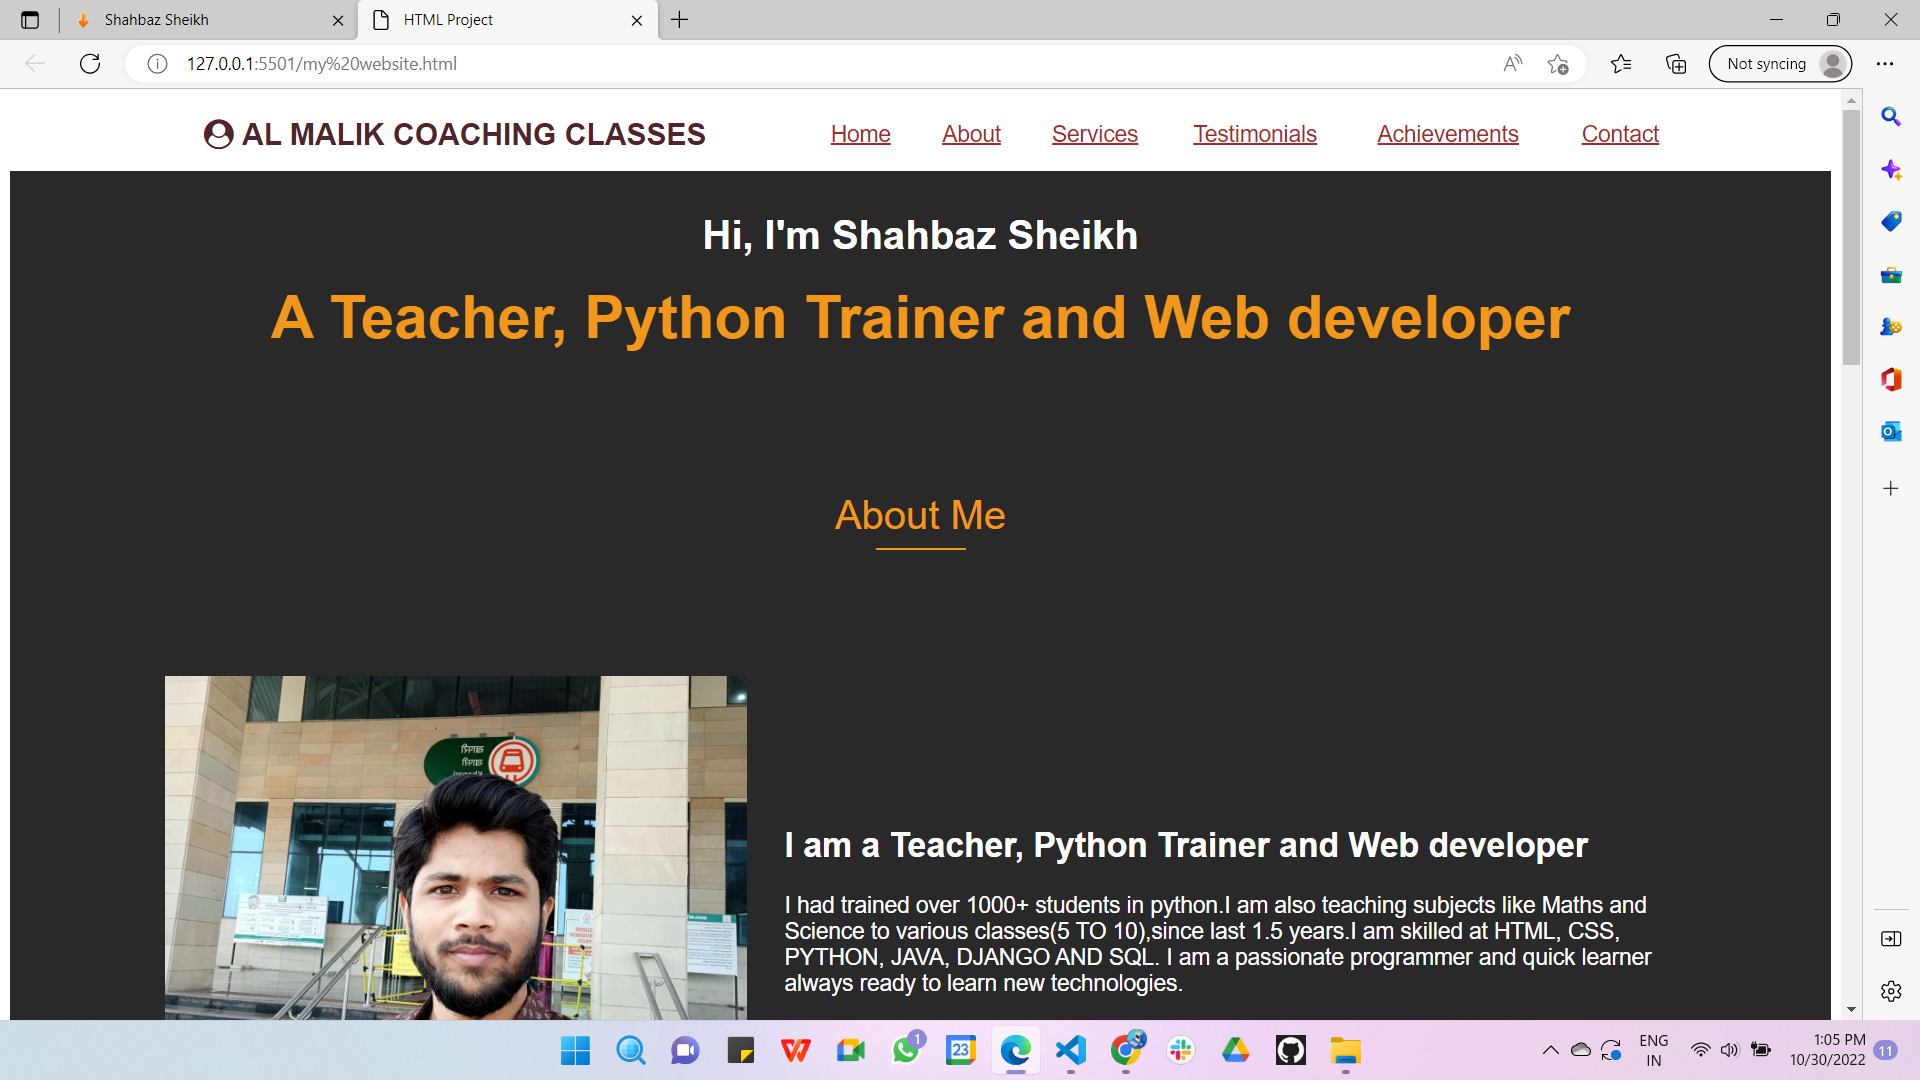 Shahbaz Sheikh
HTML Project
127.0.0.1:5501/my%20website.html
Not syncing
AL MALIK COACHING CLASSES
Home
About
Services
Testimonials
Achievements
Contact
Hi, I'm Shahbaz Sheikh
A Teacher, Python Trainer and Web developer
About Me
I am a Teacher, Python Trainer and Web developer
I had trained over 1000+ students in python.I am also teaching subjects like Maths and
Science to various classes(5 TO 10),since last 1.5 years.I am skilled at HTML, CSS,
PYTHON, JAVA, DJANGO AND SQL. I am a passionate programmer and quick learner
always ready to learn new technologies.
1
23
ENG
IN
1:05 PM
10/30/2022
11